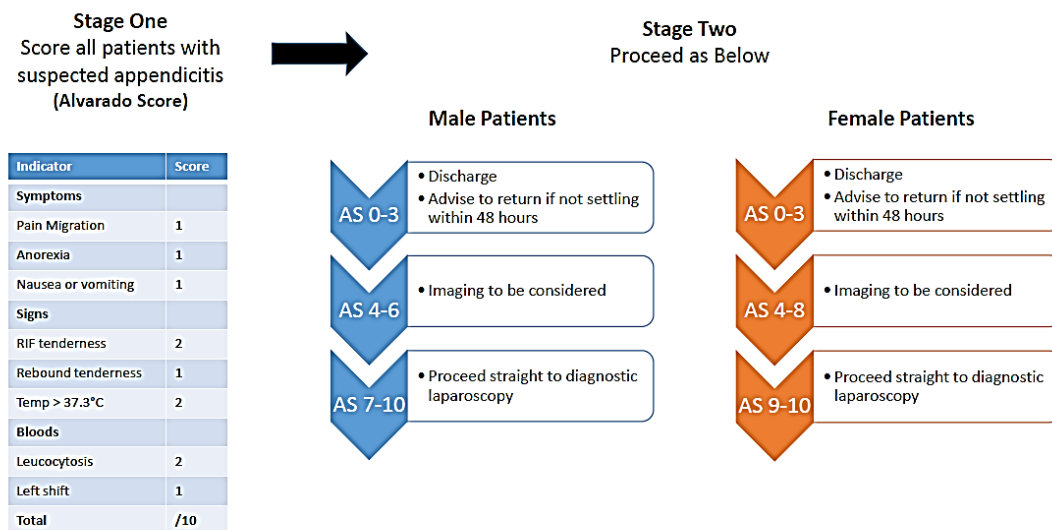 Stage One
Score all patients with
suspected appendicitis
(Alvarado Score)
Stage Two
Proceed as Below
Indicator Score
Symptoms
Pain Migration 1
Anorexia 1
Nausea or vomiting 1
Signs
RIF tenderness 2
Rebound tenderness 1
Temp > 37.3°C 2
Bloods
Leucocytosis 2
Left shift 1
Total /10
Male Patients
AS 0-3
• Discharge
• Advise to return if not settling
within 48 hours
AS 4-6
• Imaging to be considered
AS 7-10
• Proceed straight to diagnostic
laparoscopy
Female Patients
AS 0-3
• Discharge
• Advise to return if not settling
within 48 hours
AS 4-8
• Imaging to be considered
AS 9-10
• Proceed straight to diagnostic
laparoscopy